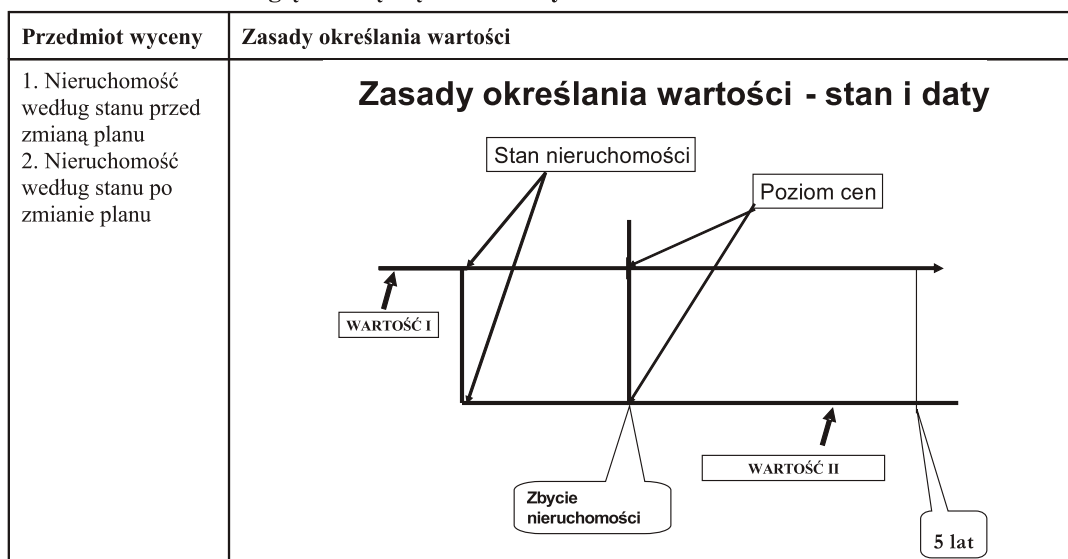 Przedmiot wyceny
Zasady określania wartości
1. Nieruchomość
według stanu przed
zmianą planu
2. Nieruchomość
według stanu po
zmianie planu
Zasady określania wartości - stan i daty
Stan nieruchomości
Poziom cen
WARTOŚĆ I
WARTOŚĆ II
Zbycie
nieruchomości
5 lat